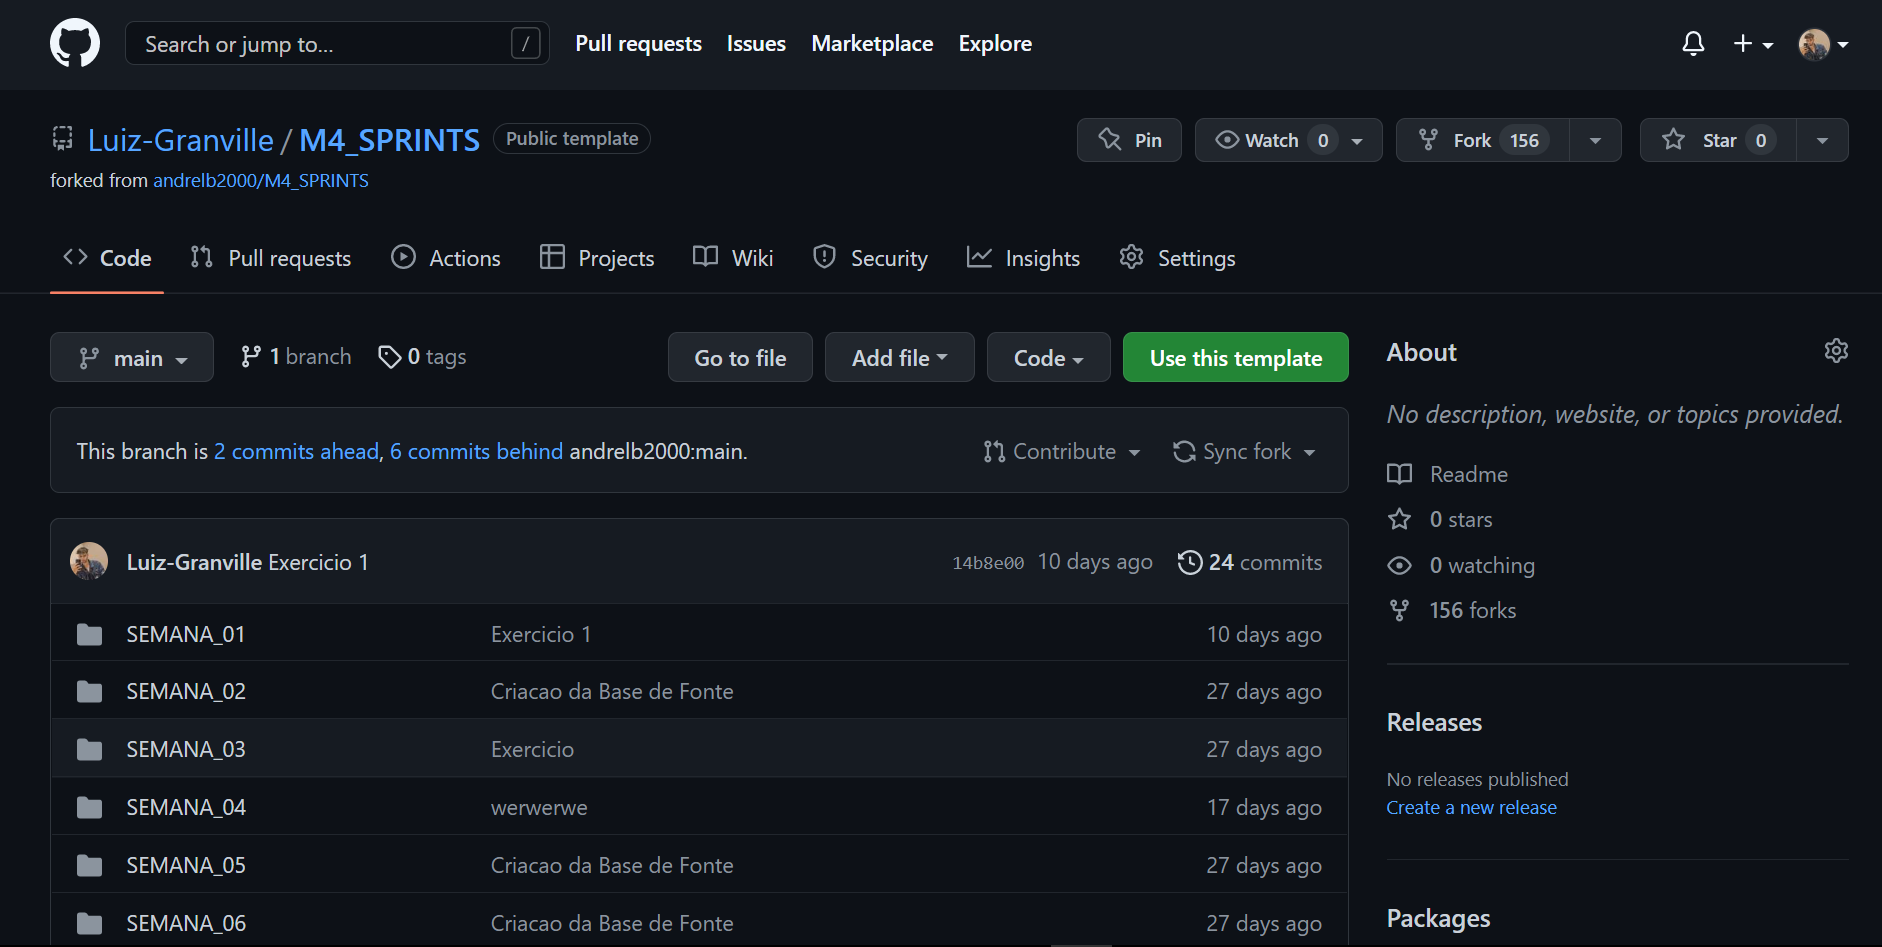 Search or jump to... /
Pull requests Issues Marketplace Explore
Luiz-Granville / M4_SPRINTS Public template
Pin Watch 0 Fork 156 Star 0
forked from andrelb2000/M4_SPRINTS
Code Pull requests Actions Projects Wiki Security Insights Settings
main 1 branch 0 tags Go to file Add file Code Use this template
This branch is 2 commits ahead, 6 commits behind andrelb2000:main.
Contribute Sync fork
Luiz-Granville Exercicio 1 14b8e00 10 days ago 24 commits
SEMANA_01 Exercicio 1 10 days ago
SEMANA_02 Criacao da Base de Fonte 27 days ago
SEMANA_03 Exercicio 27 days ago
SEMANA_04 werwerwe 17 days ago
SEMANA_05 Criacao da Base de Fonte 27 days ago
SEMANA_06 Criacao da Base de Fonte 27 days ago
About
No description, website, or topics provided.
Readme
0 stars
0 watching
156 forks
Releases
No releases published
Create a new release
Packages